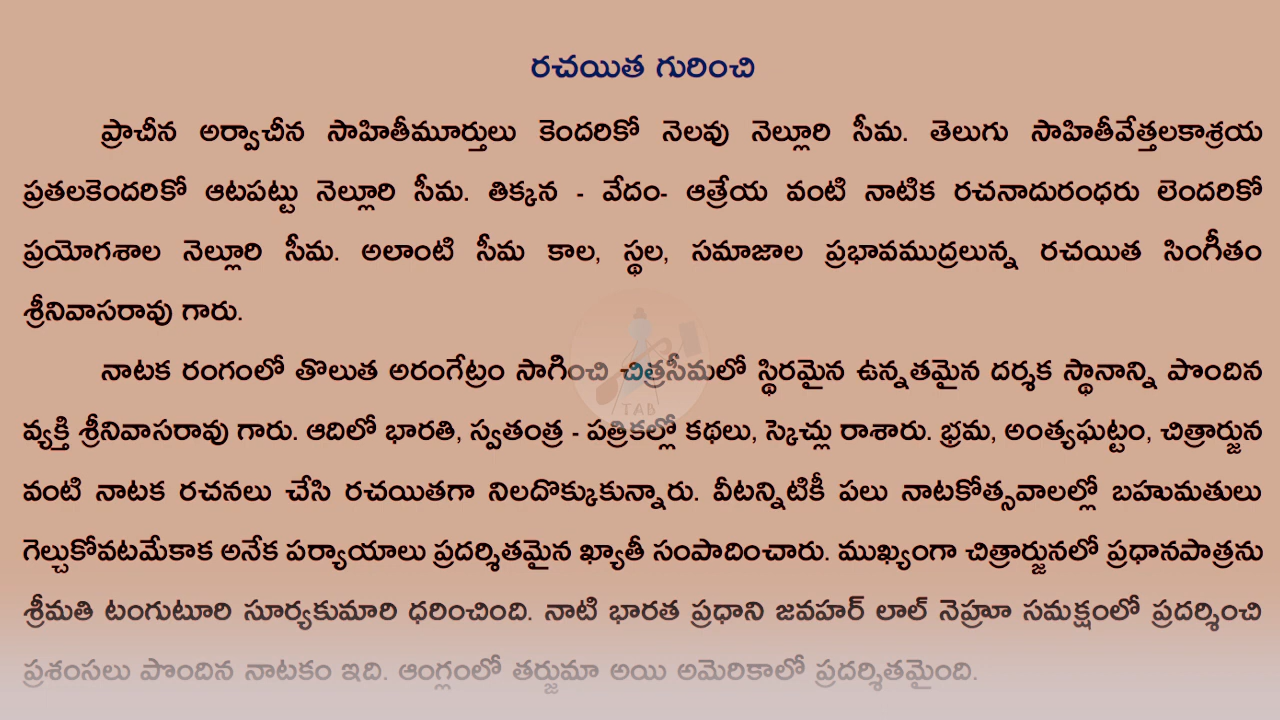 రచయిత గురించి
ప్రాచీన అర్వాచీన సాహితీమూర్తులు కెందరికో నెలవు నెల్లూరి సీమ. తెలుగు సాహితీవేత్తలకాశ్రయ
ప్రతలకెందరికో ఆటపట్టు నెల్లూరి సీమ. తిక్కన - వేదం- ఆత్రేయ వంటి నాటిక రచనాదురంధరు లెందరికో
ప్రయోగశాల నెల్లూరి సీమ. అలాంటి సీమ కాల, స్థల, సమాజాల ప్రభావముద్రలున్న రచయిత సింగీతం
శ్రీనివాసరావు గారు.
నాటక రంగంలో తొలుత అరంగేట్రం సాగించి చిత్రసీమలో స్థిరమైన ఉన్నతమైన దర్శక స్థానాన్ని పొందిన
వ్యక్తి శ్రీనివాసరావు గారు. ఆదిలో భారతి, స్వతంత్ర - పత్రికల్లో కథలు, స్కెచ్లు రాశారు. భ్రమ, అంత్యఘట్టం, చిత్రార్జున
వంటి నాటక రచనలు చేసి రచయితగా నిలదొక్కుకున్నారు. వీటన్నిటికీ పలు నాటకోత్సవాలల్లో బహుమతులు
గెల్చుకోవటమేకాక అనేక పర్యాయాలు ప్రదర్శితమైన ఖ్యాతీ సంపాదించారు. ముఖ్యంగా చిత్రార్జునలో ప్రధానపాత్రను
శ్రీమతి టంగుటూరి సూర్యకుమారి ధరించింది. నాటి భారత ప్రధాని జవహర్ లాల్ నెహ్రూ సమక్షంలో ప్రదర్శించి
ప్రశంసలు పొందిన నాటకం ఇది. ఆంగ్లంలో తర్జుమా అయి అమెరికాలో ప్రదర్శితమైంది.
TAB